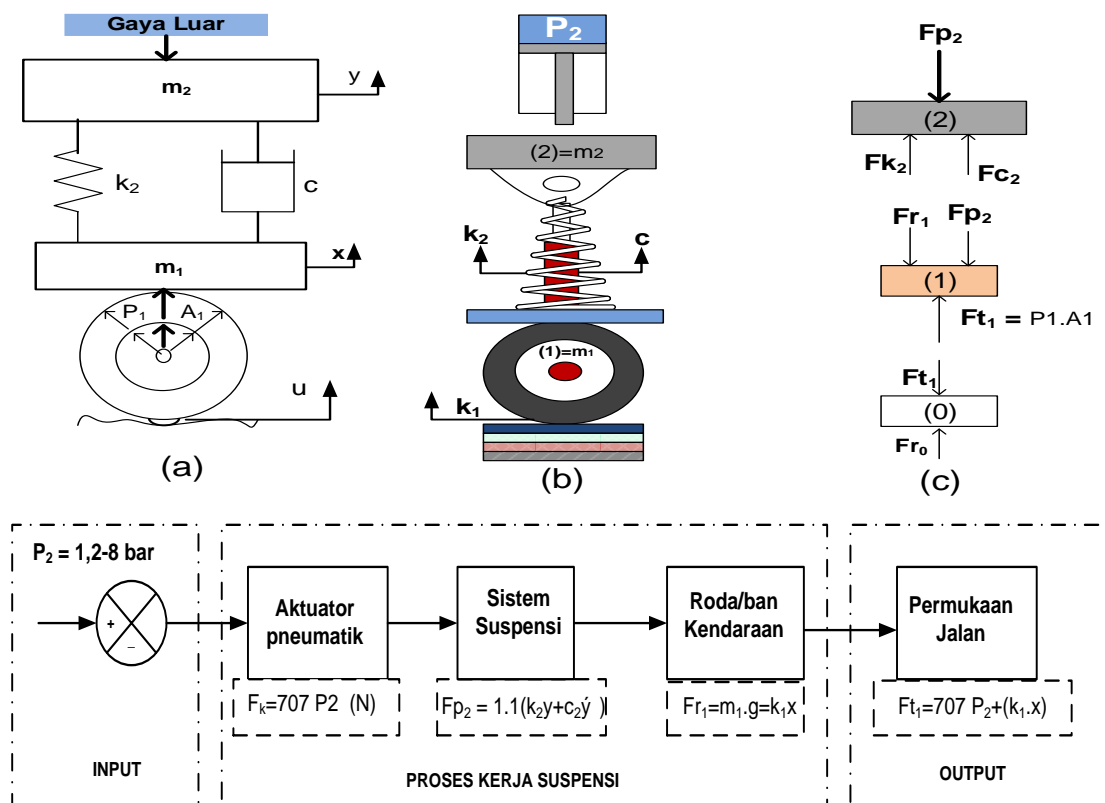 Gaya Luar
m₂
y
k₂
c
m₁
x
P₁
A₁
u
(a)
P₂
(2)=m₂
k₂
c
(1)=m₁
k₁
(b)
Fp₂
(2)
Fk₂
Fc₂
Fr₁
Fp₂
(1)
Ft₁ = P1.A1
Ft₁
(0)
Fr₀
(c)
P₂ = 1,2-8 bar
+
–
Aktuator
pneumatik
Sistem
Suspensi
Roda/ban
Kendaraan
Permukaan
Jalan
Fₖ=707 P2 (N)
Fp₂ = 1.1(k₂y+c₂ý )
Fr₁=m₁.g=k₁x
Ft₁=707 P₂+(k₁.x)
INPUT
PROSES KERJA SUSPENSI
OUTPUT